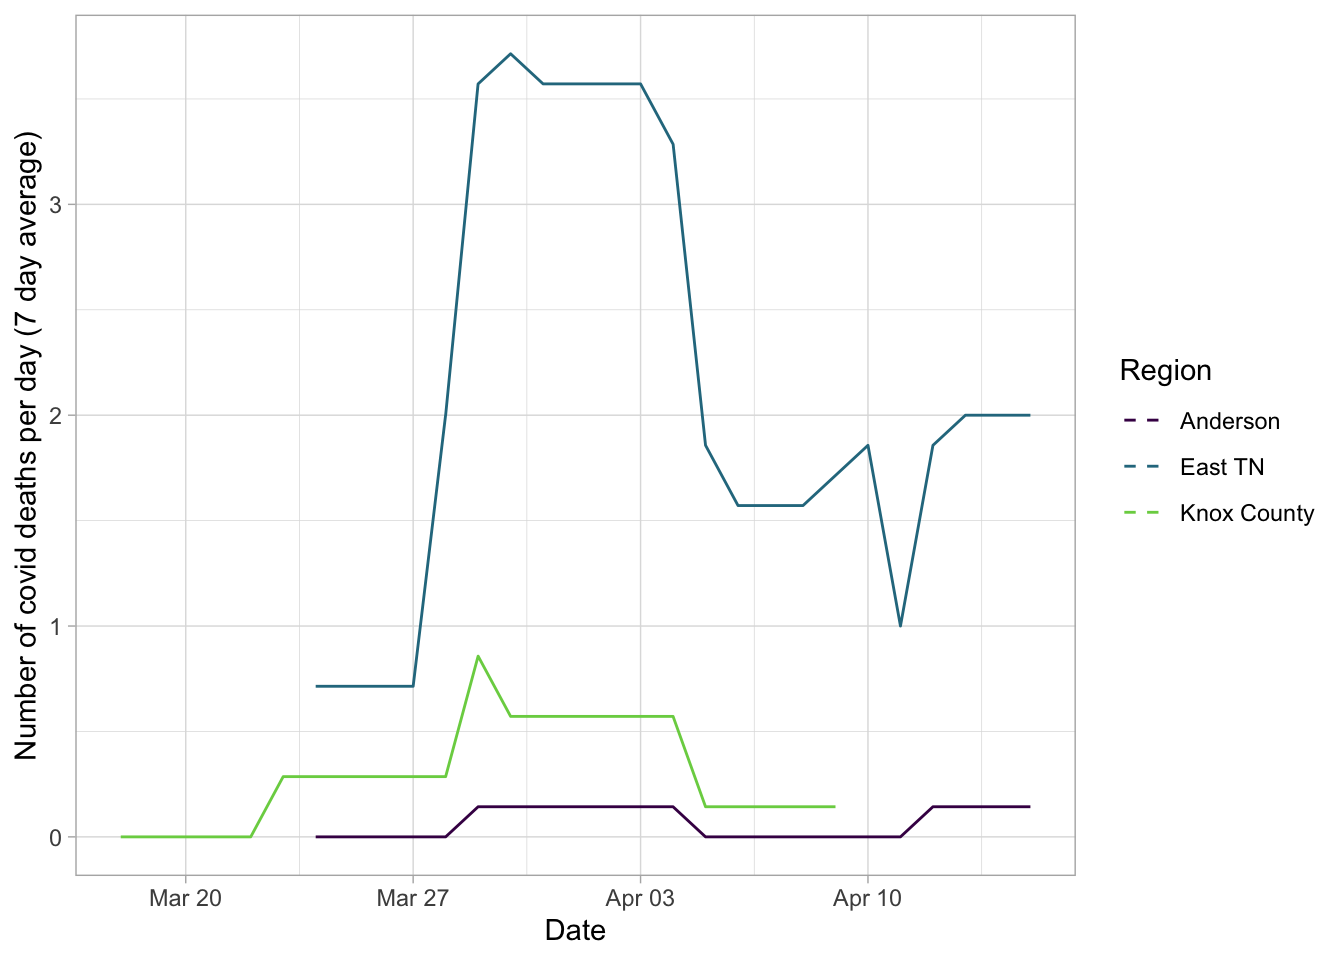 Number of covid deaths per day (7 day average)
3
2
1
0
Mar 20
Mar 27
Apr 03
Apr 10
Date
Region
Anderson
East TN
Knox County